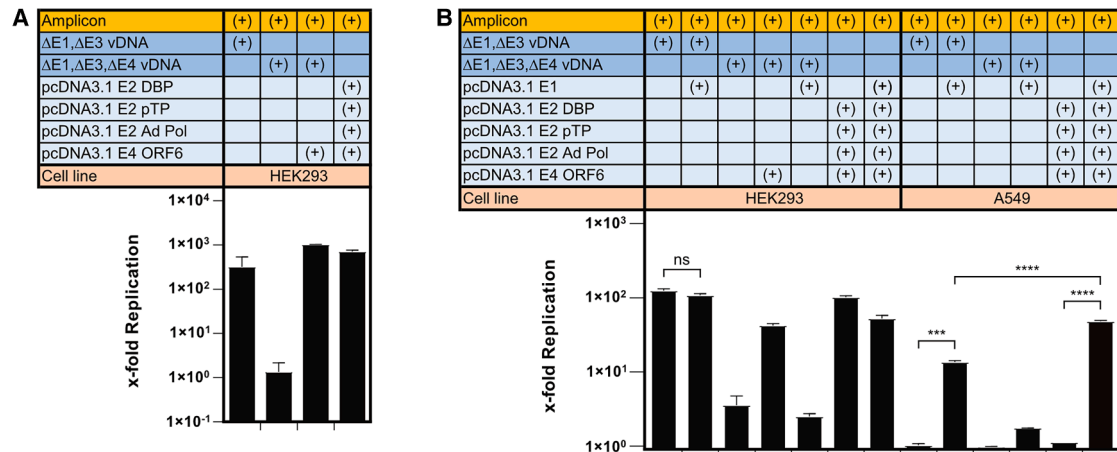 A
Amplicon (+) (+) (+) (+)
ΔE1,ΔE3 vDNA (+)
ΔE1,ΔE3,ΔE4 vDNA (+) (+)
pcDNA3.1 E2 DBP (+)
pcDNA3.1 E2 pTP (+)
pcDNA3.1 E2 Ad Pol (+)
pcDNA3.1 E4 ORF6 (+) (+)
Cell line HEK293
x-fold Replication
1×10⁴
1×10³
1×10²
1×10¹
1×10⁰
1×10⁻¹
B
Amplicon (+) (+) (+) (+) (+) (+) (+) (+) (+) (+) (+) (+) (+)
ΔE1,ΔE3 vDNA (+) (+) (+) (+)
ΔE1,ΔE3,ΔE4 vDNA (+) (+) (+) (+) (+)
pcDNA3.1 E1 (+) (+) (+) (+) (+) (+)
pcDNA3.1 E2 DBP (+) (+) (+) (+)
pcDNA3.1 E2 pTP (+) (+) (+) (+)
pcDNA3.1 E2 Ad Pol (+) (+) (+) (+)
pcDNA3.1 E4 ORF6 (+) (+) (+) (+) (+)
Cell line HEK293 A549
x-fold Replication
1×10³
1×10²
1×10¹
1×10⁰
ns
****
****
***